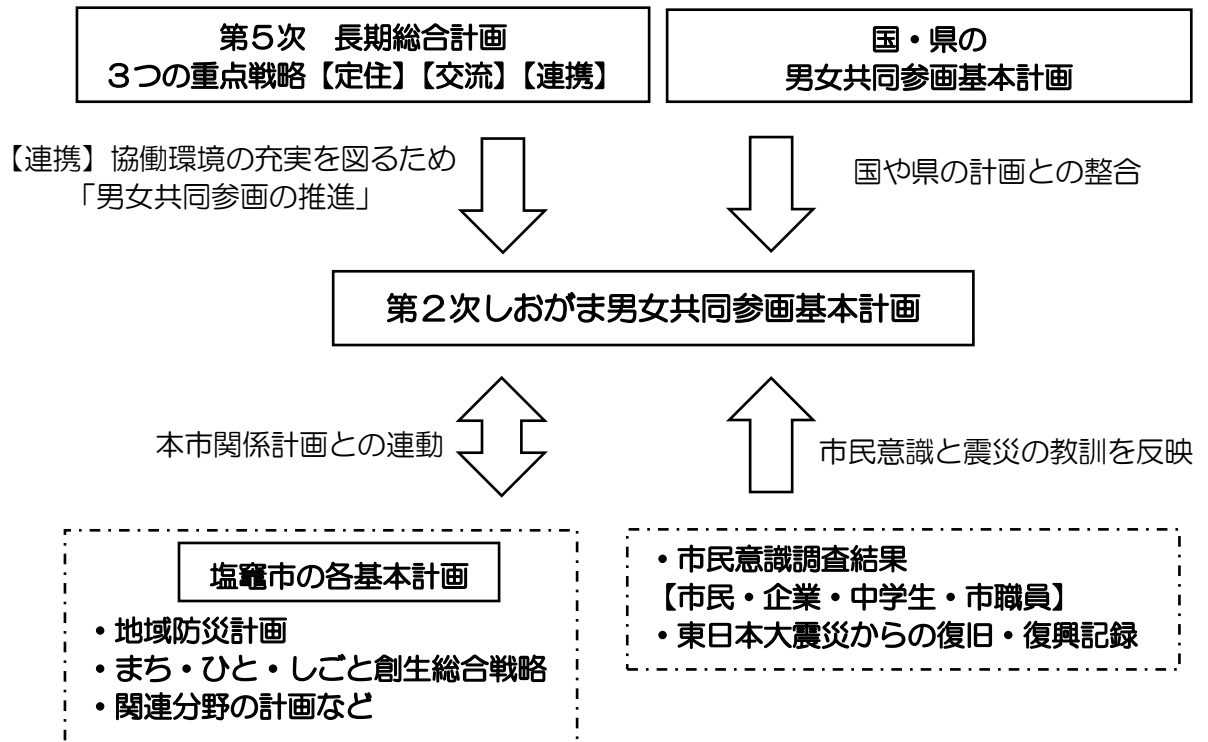 第５次　長期総合計画
３つの重点戦略【定住】【交流】【連携】
国・県の
男女共同参画基本計画
【連携】協働環境の充実を図るため
「男女共同参画の推進」
国や県の計画との整合
第２次しおがま男女共同参画基本計画
本市関係計画との連動
市民意識と震災の教訓を反映
塩竈市の各基本計画
・地域防災計画
・まち・ひと・しごと創生総合戦略
・関連分野の計画など
・市民意識調査結果
【市民・企業・中学生・市職員】
・東日本大震災からの復旧・復興記録